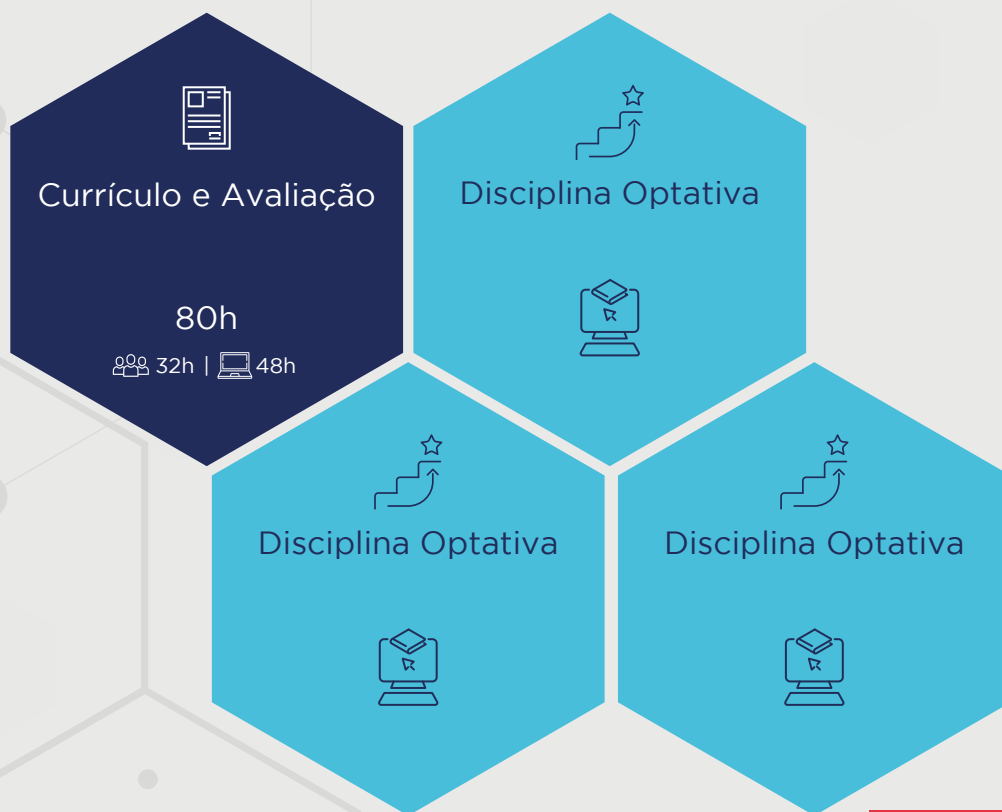 Currículo e Avaliação
80h
32h | 48h
Disciplina Optativa
Disciplina Optativa
Disciplina Optativa